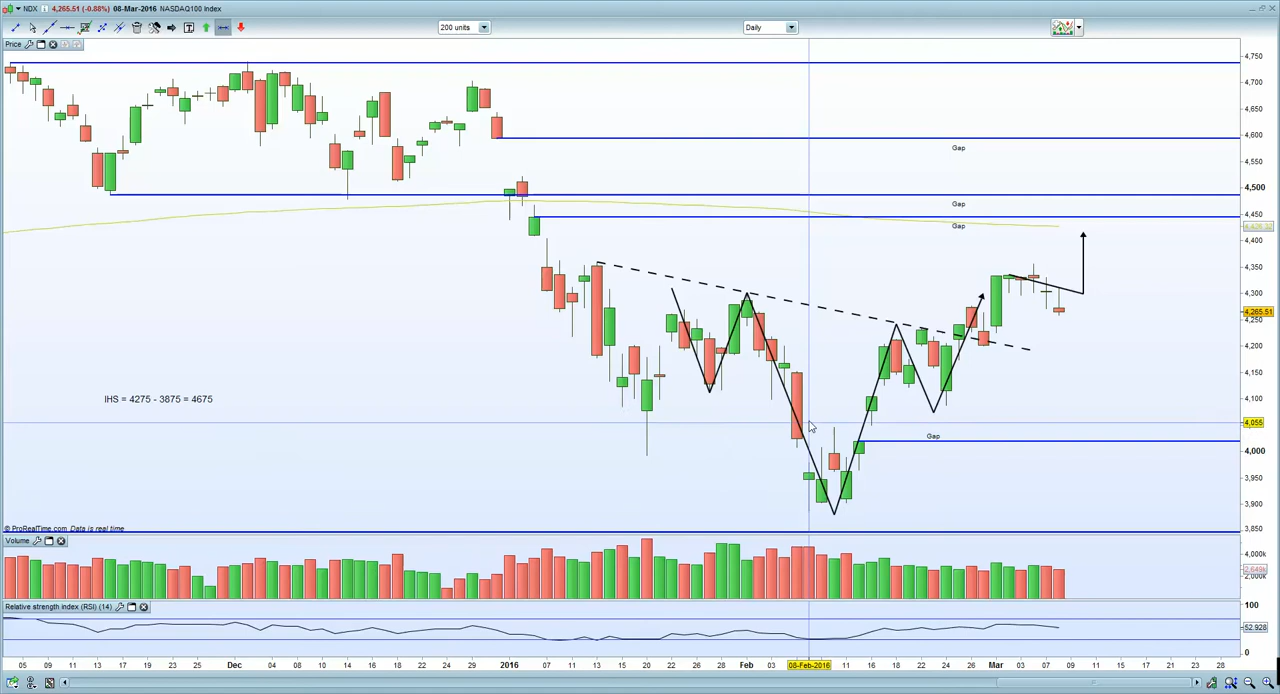 NDX 4,265.51 (-0.88%) 08-Mar-2016 NASDAQ100 Index
200 units Daily
Price
4,750
4,700
4,650
4,600
Gap
4,550
4,500
Gap
4,450
Gap
4,400
4,350
4,300
4,265.51
4,250
4,200
4,150
IHS = 4275 - 3875 = 4675
4,100
4,055
Gap
4,000
3,950
3,900
© ProRealTime.com Data is real time
3,850
Volume
4,000k
2,649k
2,000k
Relative strength index (RSI) (14)
100
52.928
0
05 09 11 13 17 19 23 25 Dec 04 08 10 14 16 18 22 24 29 2016 07 11 13 15 20 22 26 28 Feb 03 08-Feb-2016 11 16 18 22 24 26 Mar 03 07 09 11 15 17 21 23 28